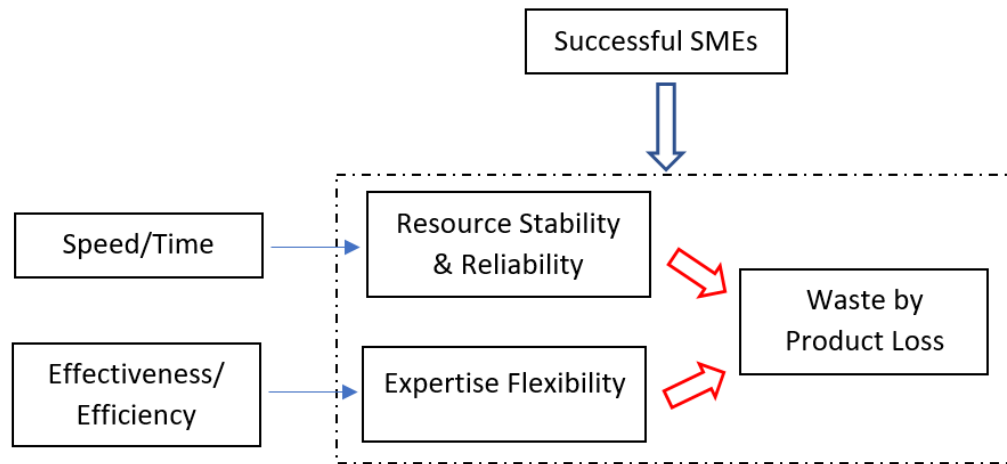 Successful SMEs
Speed/Time
Resource Stability
& Reliability
Waste by
Product Loss
Effectiveness/
Efficiency
Expertise Flexibility